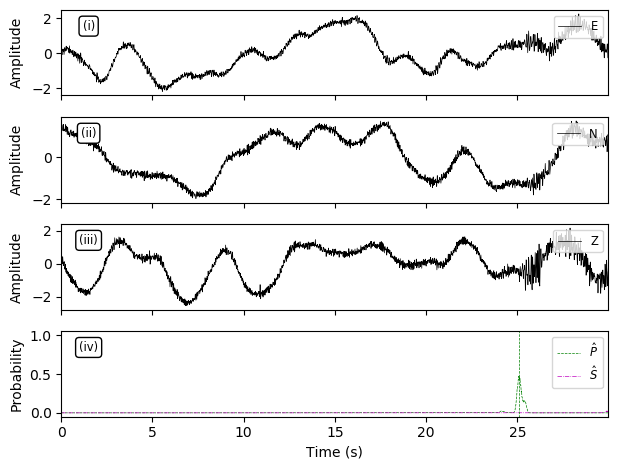 2
0
−2
Amplitude
(i)
E
0
−2
Amplitude
(ii)
N
2
0
−2
Amplitude
(iii)
Z
1.0
0.5
0.0
Probability
(iv)
P̂
Ŝ
0 5 10 15 20 25
Time (s)